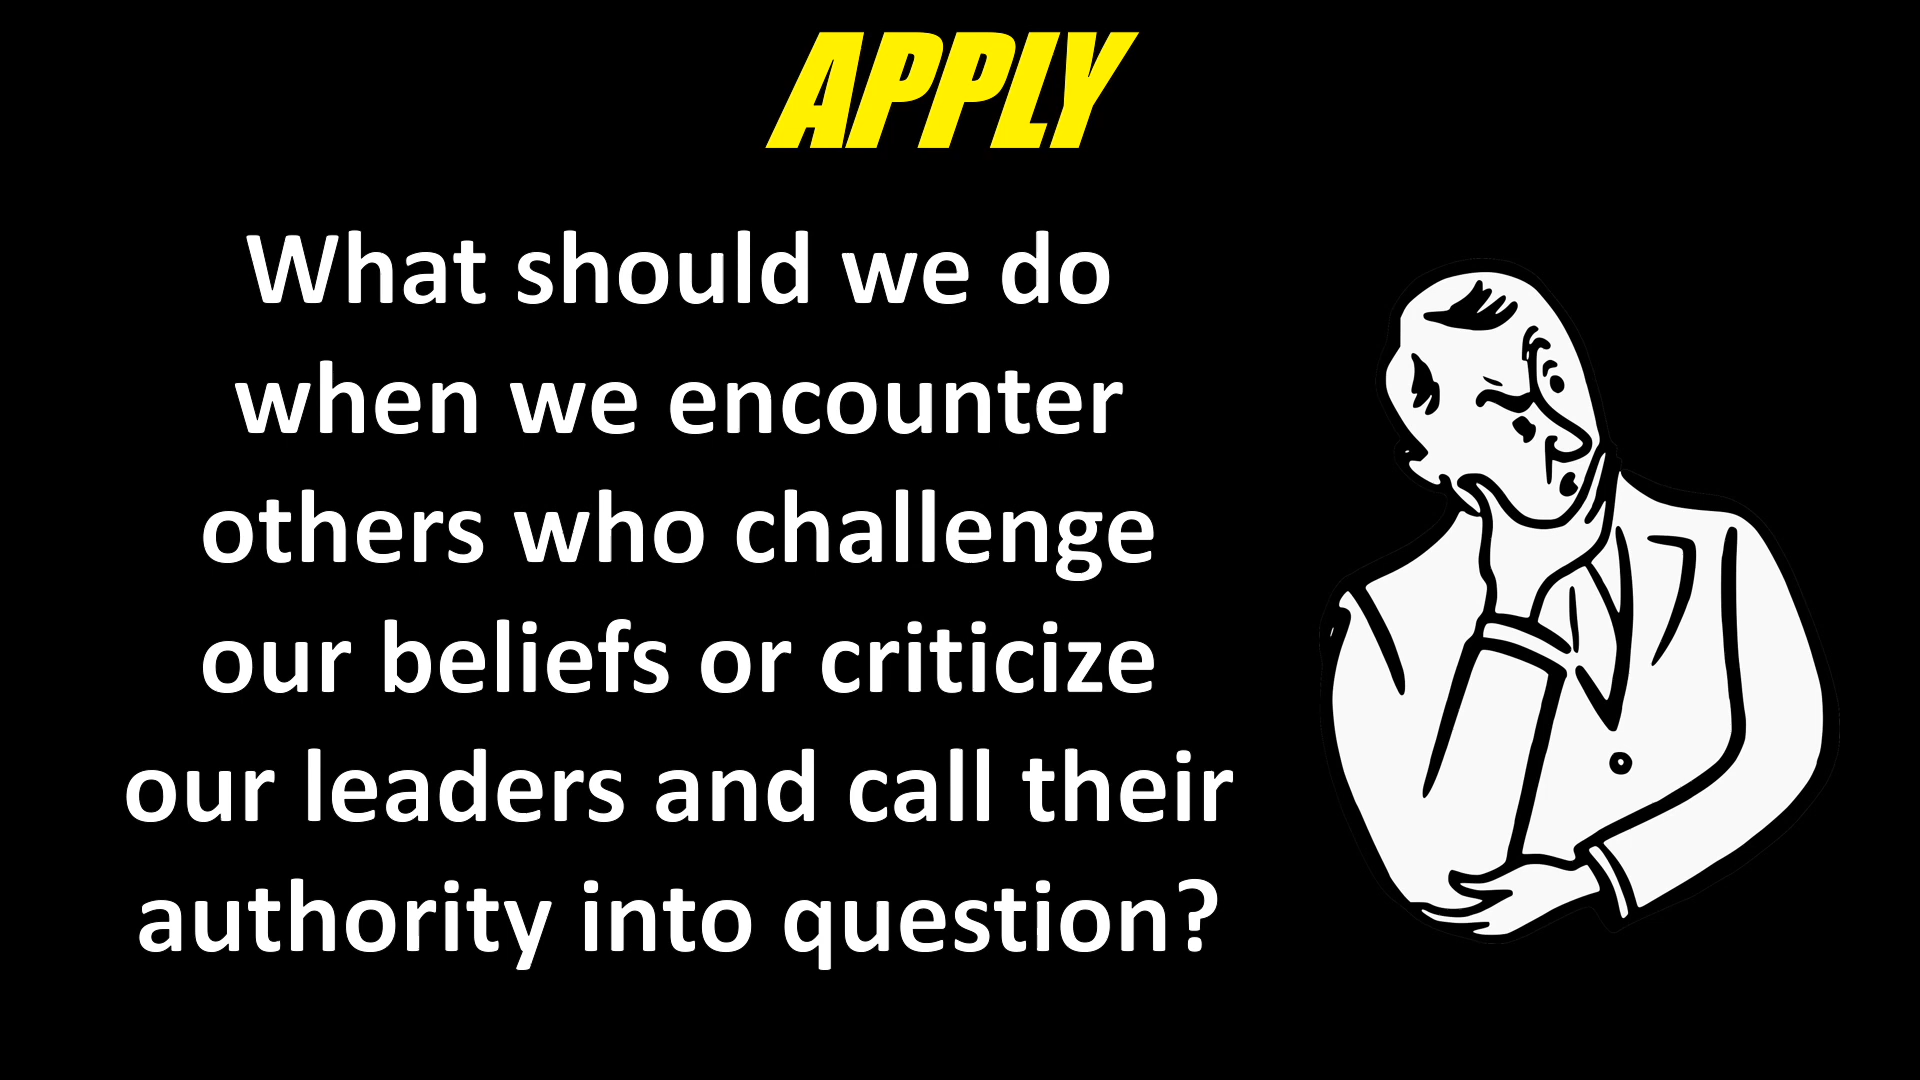 APPLY
What should we do
when we encounter
others who challenge
our beliefs or criticize
our leaders and call their
authority into question?